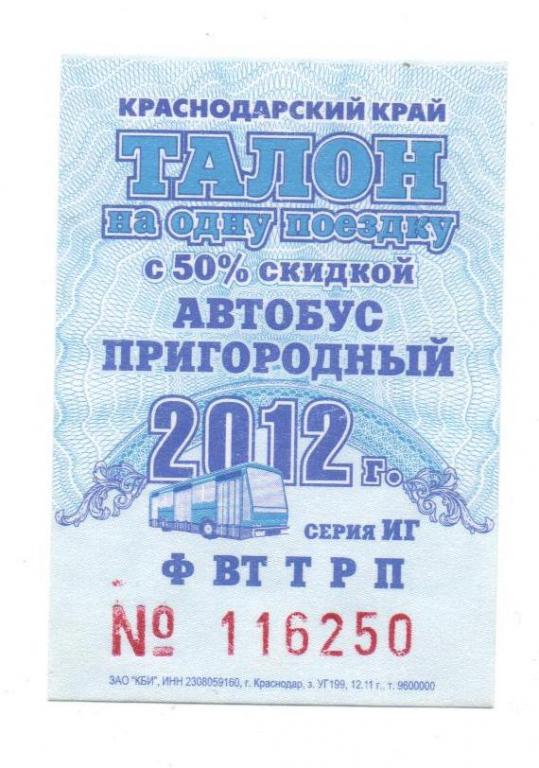 КРАСНОДАРСКИЙ КРАЙ
ТАЛОН
на одну поездку
с 50% скидкой
АВТОБУС
ПРИГОРОДНЫЙ
2012 г.
СЕРИЯ ИГ
Ф ВТ Т Р П
№ 116250
ЗАО "КБИ", ИНН 2308059160, г. Краснодар, з. УГ199, 12.11 г., т. 9600000